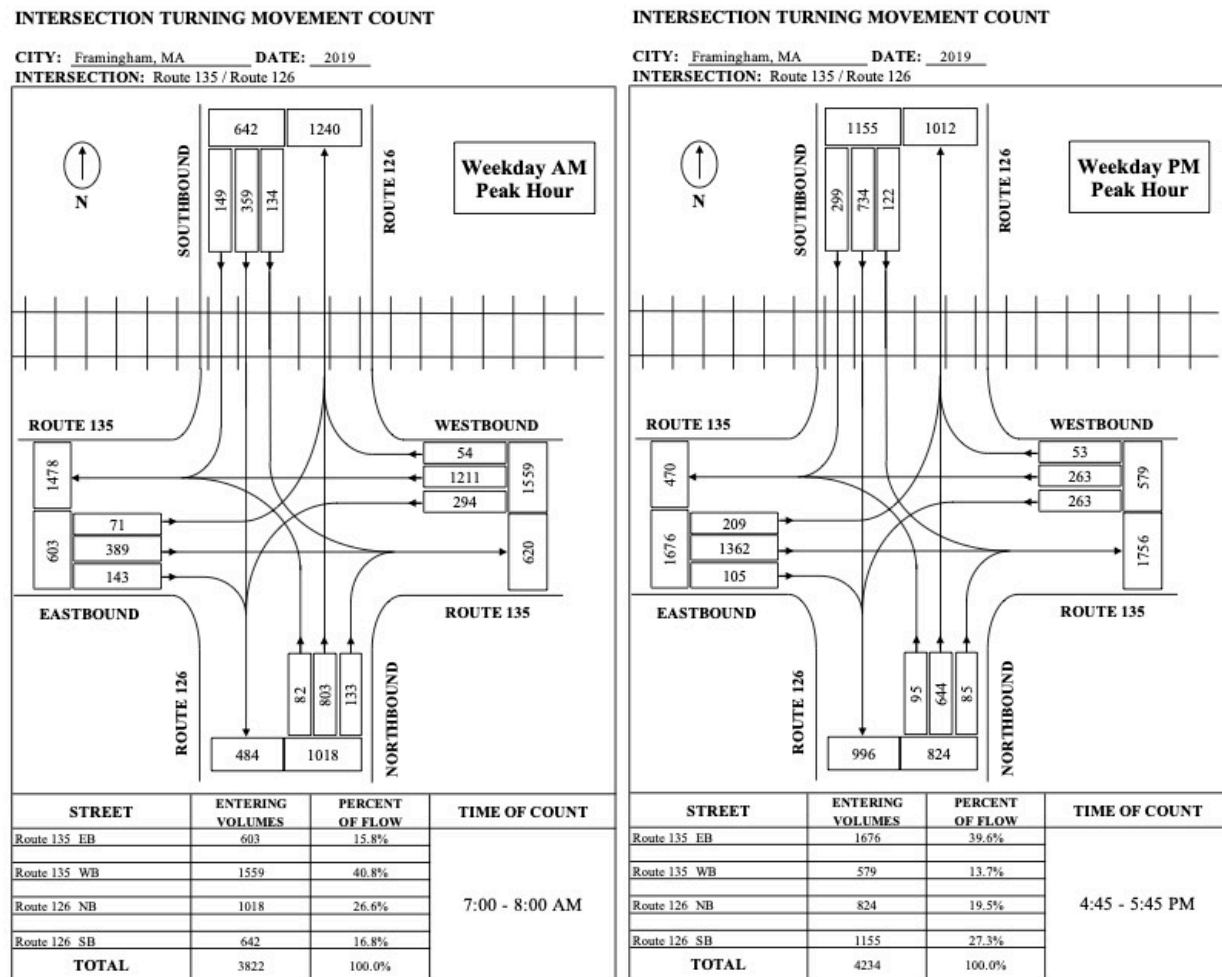 INTERSECTION TURNING MOVEMENT COUNT
CITY: Framingham, MA DATE: 2019
INTERSECTION: Route 135 / Route 126
642 1240
149 359 134
SOUTHBOUND
ROUTE 126
N
Weekday AM
Peak Hour
ROUTE 135
WESTBOUND
1478
54
1211
294
1559
603
71
389
143
620
EASTBOUND
ROUTE 135
ROUTE 126
82 803 133
NORTHBOUND
484 1018
STREET ENTERING VOLUMES PERCENT OF FLOW TIME OF COUNT
Route 135 EB 603 15.8%
Route 135 WB 1559 40.8%
Route 126 NB 1018 26.6%
7:00 - 8:00 AM
Route 126 SB 642 16.8%
TOTAL 3822 100.0%
INTERSECTION TURNING MOVEMENT COUNT
CITY: Framingham, MA DATE: 2019
INTERSECTION: Route 135 / Route 126
1155 1012
299 734 122
SOUTHBOUND
ROUTE 126
N
Weekday PM
Peak Hour
ROUTE 135
WESTBOUND
470
53
263
263
579
1676
209
1362
105
1756
EASTBOUND
ROUTE 135
ROUTE 126
95 644 85
NORTHBOUND
996 824
STREET ENTERING VOLUMES PERCENT OF FLOW TIME OF COUNT
Route 135 EB 1676 39.6%
Route 135 WB 579 13.7%
Route 126 NB 824 19.5%
4:45 - 5:45 PM
Route 126 SB 1155 27.3%
TOTAL 4234 100.0%